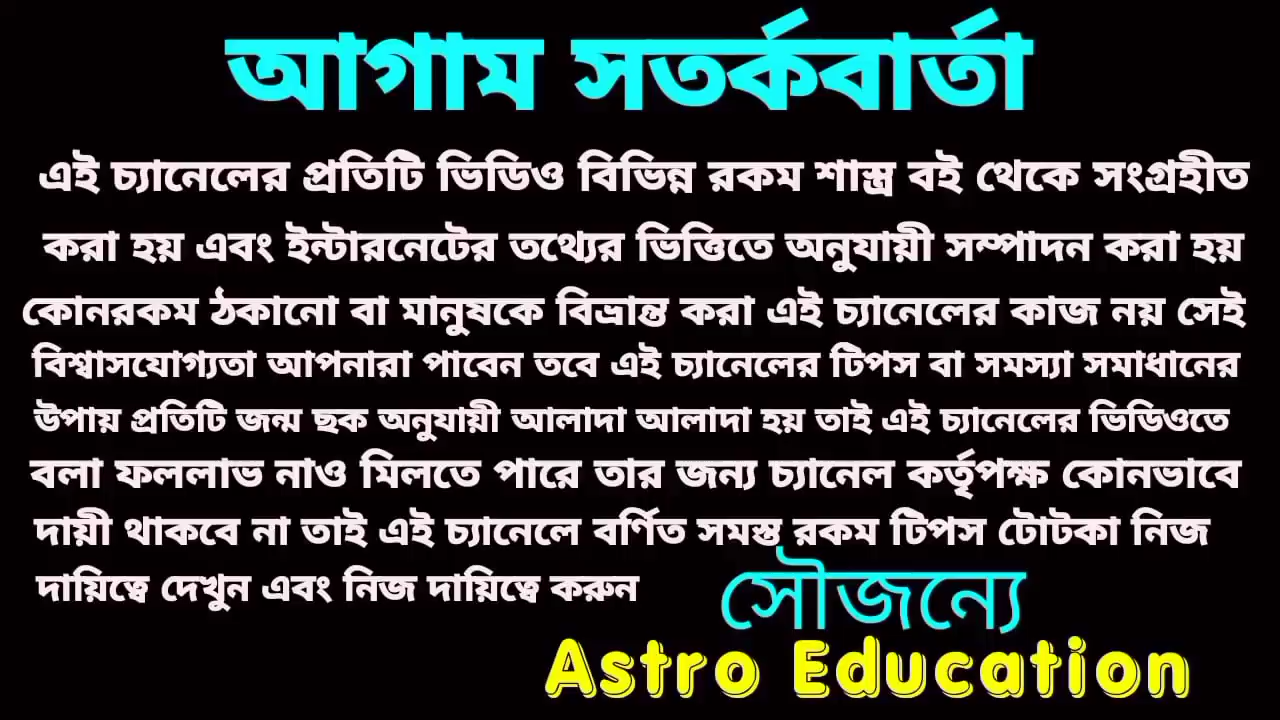 আগাম সতর্কবার্তা
এই চ্যানেলের প্রতিটি ভিডিও বিভিন্ন রকম শাস্ত্র বই থেকে সংগ্রহীত
করা হয় এবং ইন্টারনেটের তথ্যের ভিত্তিতে অনুযায়ী সম্পাদন করা হয়
কোনরকম ঠকানো বা মানুষকে বিভ্রান্ত করা এই চ্যানেলের কাজ নয় সেই
বিশ্বাসযোগ্যতা আপনারা পাবেন তবে এই চ্যানেলের টিপস বা সমস্যা সমাধানের
উপায় প্রতিটি জন্ম ছক অনুযায়ী আলাদা আলাদা হয় তাই এই চ্যানেলের ভিডিওতে
বলা ফললাভ নাও মিলতে পারে তার জন্য চ্যানেল কর্তৃপক্ষ কোনভাবে
দায়ী থাকবে না তাই এই চ্যানেলে বর্ণিত সমস্ত রকম টিপস টোটকা নিজ
দায়িত্বে দেখুন এবং নিজ দায়িত্বে করুন
সৌজন্যে
Astro Education